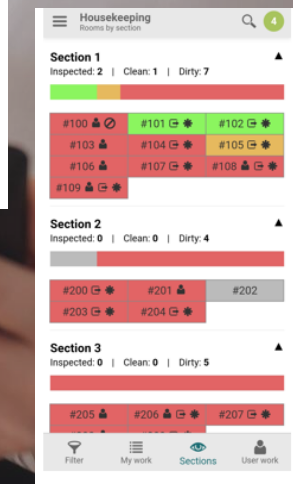 Housekeeping
Rooms by section
4
Section 1
Inspected: 2 | Clean: 1 | Dirty: 7
#100 #101 #102
#103 #104 #105
#106 #107 #108
#109
Section 2
Inspected: 0 | Clean: 0 | Dirty: 4
#200 #201 #202
#203 #204
Section 3
Inspected: 0 | Clean: 0 | Dirty: 5
#205 #206 #207
Filter My work Sections User work